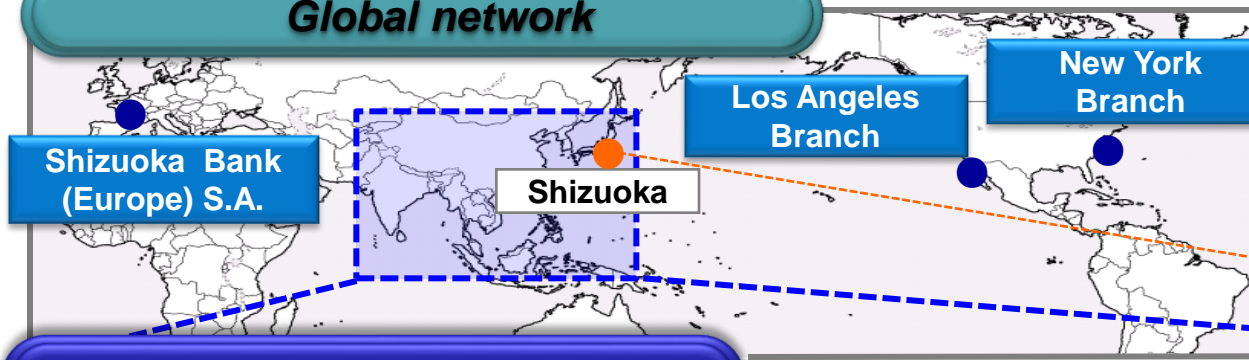 Global network
New York
Branch
Los Angeles
Branch
Shizuoka Bank
(Europe) S.A.
Shizuoka